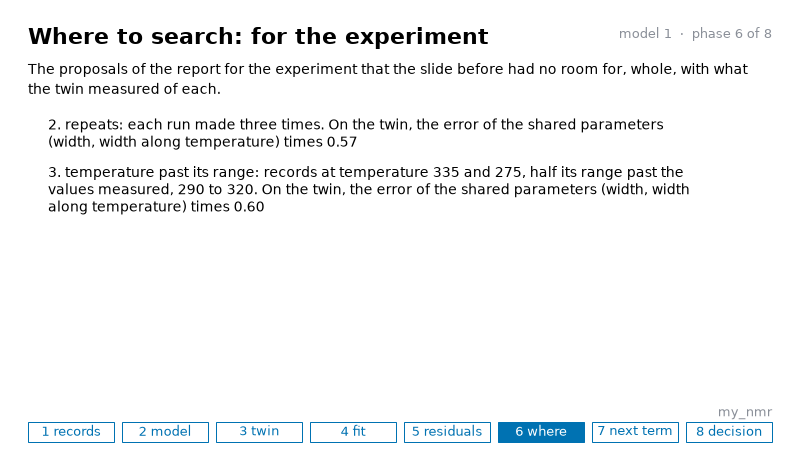 Where to search: for the experiment
model 1 · phase 6 of 8
The proposals of the report for the experiment that the slide before had no room for, whole, with what
the twin measured of each.
2. repeats: each run made three times. On the twin, the error of the shared parameters
(width, width along temperature) times 0.57
3. temperature past its range: records at temperature 335 and 275, half its range past the
values measured, 290 to 320. On the twin, the error of the shared parameters (width, width
along temperature) times 0.60
my_nmr
1 records
2 model
3 twin
4 fit
5 residuals
6 where
7 next term
8 decision